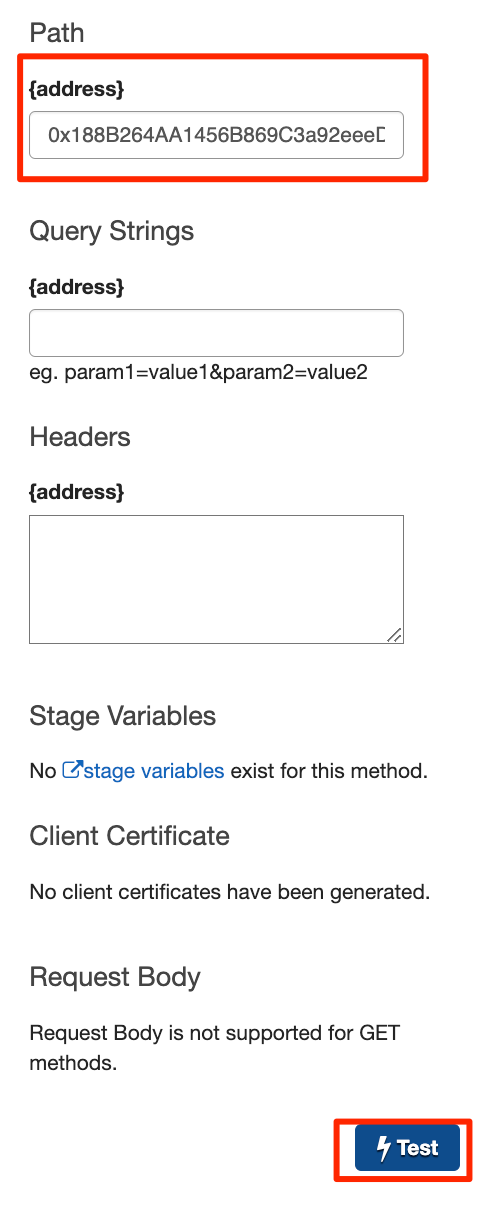 Path
{address}
0x188B264AA1456B869C3a92eeeD
Query Strings
{address}
eg. param1=value1&param2=value2
Headers
{address}
Stage Variables
No stage variables exist for this method.
Client Certificate
No client certificates have been generated.
Request Body
Request Body is not supported for GET
methods.
Test